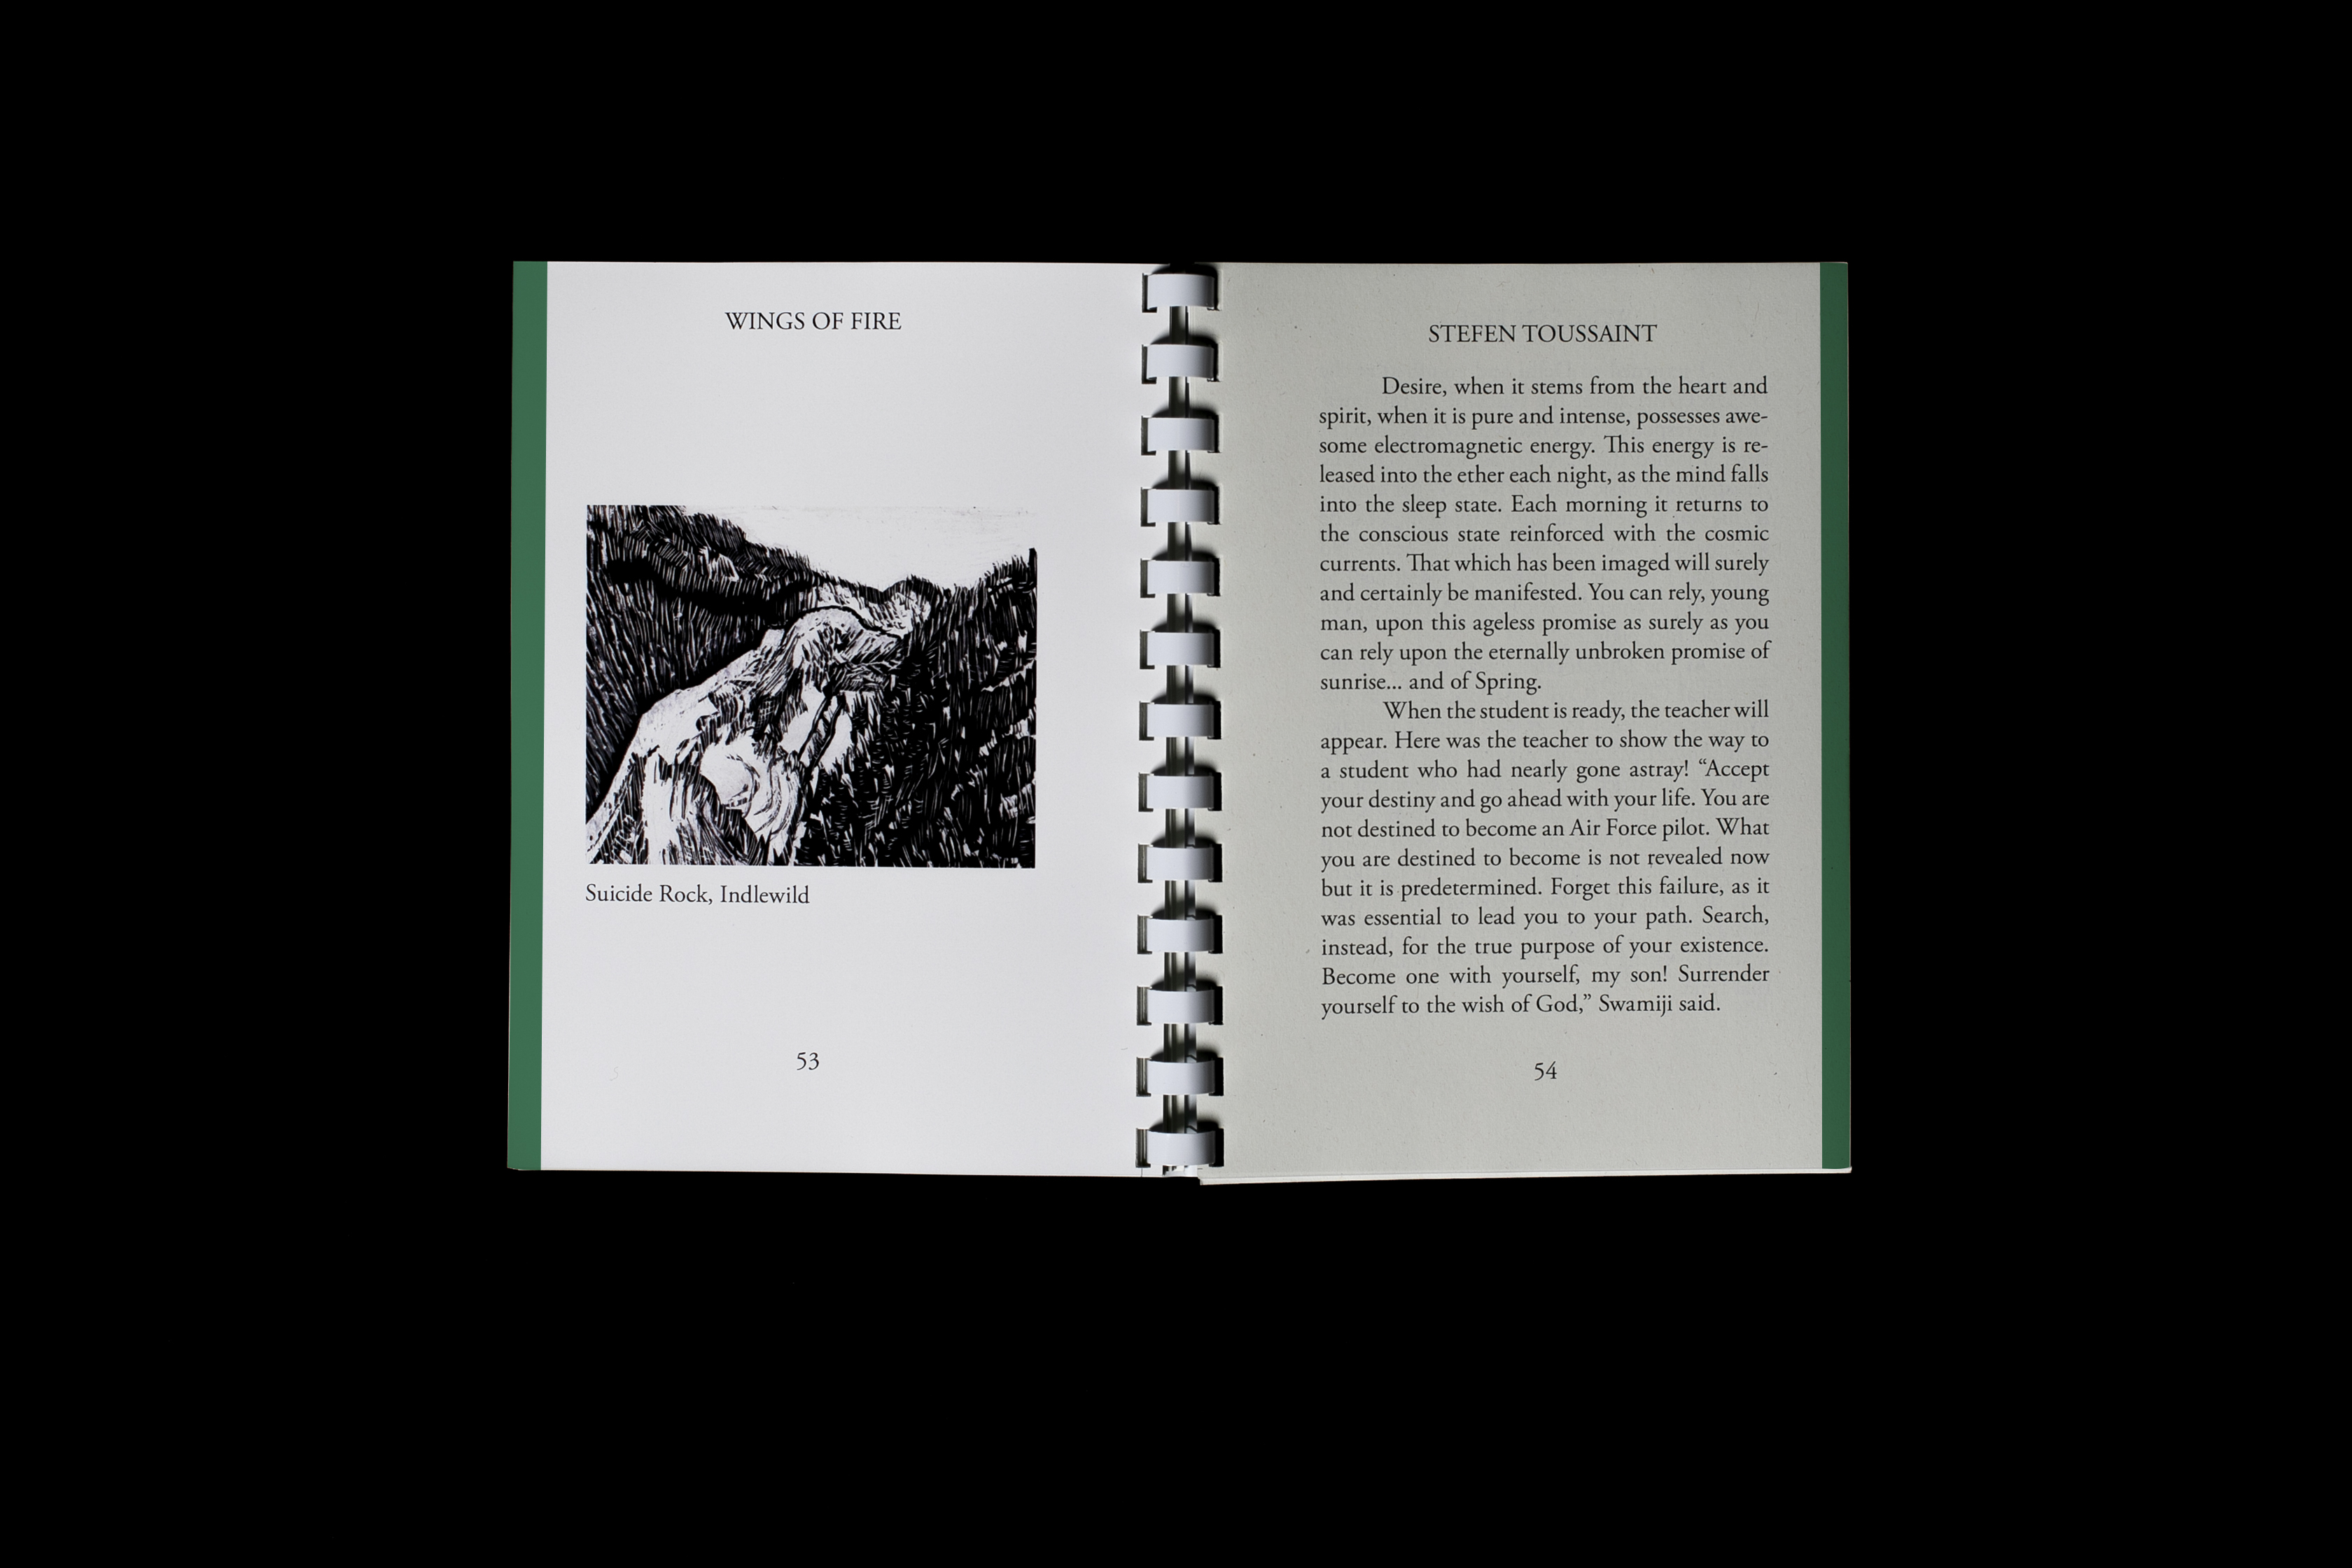 WINGS OF FIRE
Suicide Rock, Indlewild
53
STEFEN TOUSSAINT
Desire, when it stems from the heart and
spirit, when it is pure and intense, possesses awe-
some electromagnetic energy. This energy is re-
leased into the ether each night, as the mind falls
into the sleep state. Each morning it returns to
the conscious state reinforced with the cosmic
currents. That which has been imaged will surely
and certainly be manifested. You can rely, young
man, upon this ageless promise as surely as you
can rely upon the eternally unbroken promise of
sunrise... and of Spring.
When the student is ready, the teacher will
appear. Here was the teacher to show the way to
a student who had nearly gone astray! “Accept
your destiny and go ahead with your life. You are
not destined to become an Air Force pilot. What
you are destined to become is not revealed now
but it is predetermined. Forget this failure, as it
was essential to lead you to your path. Search,
instead, for the true purpose of your existence.
Become one with yourself, my son! Surrender
yourself to the wish of God,” Swamiji said.
54